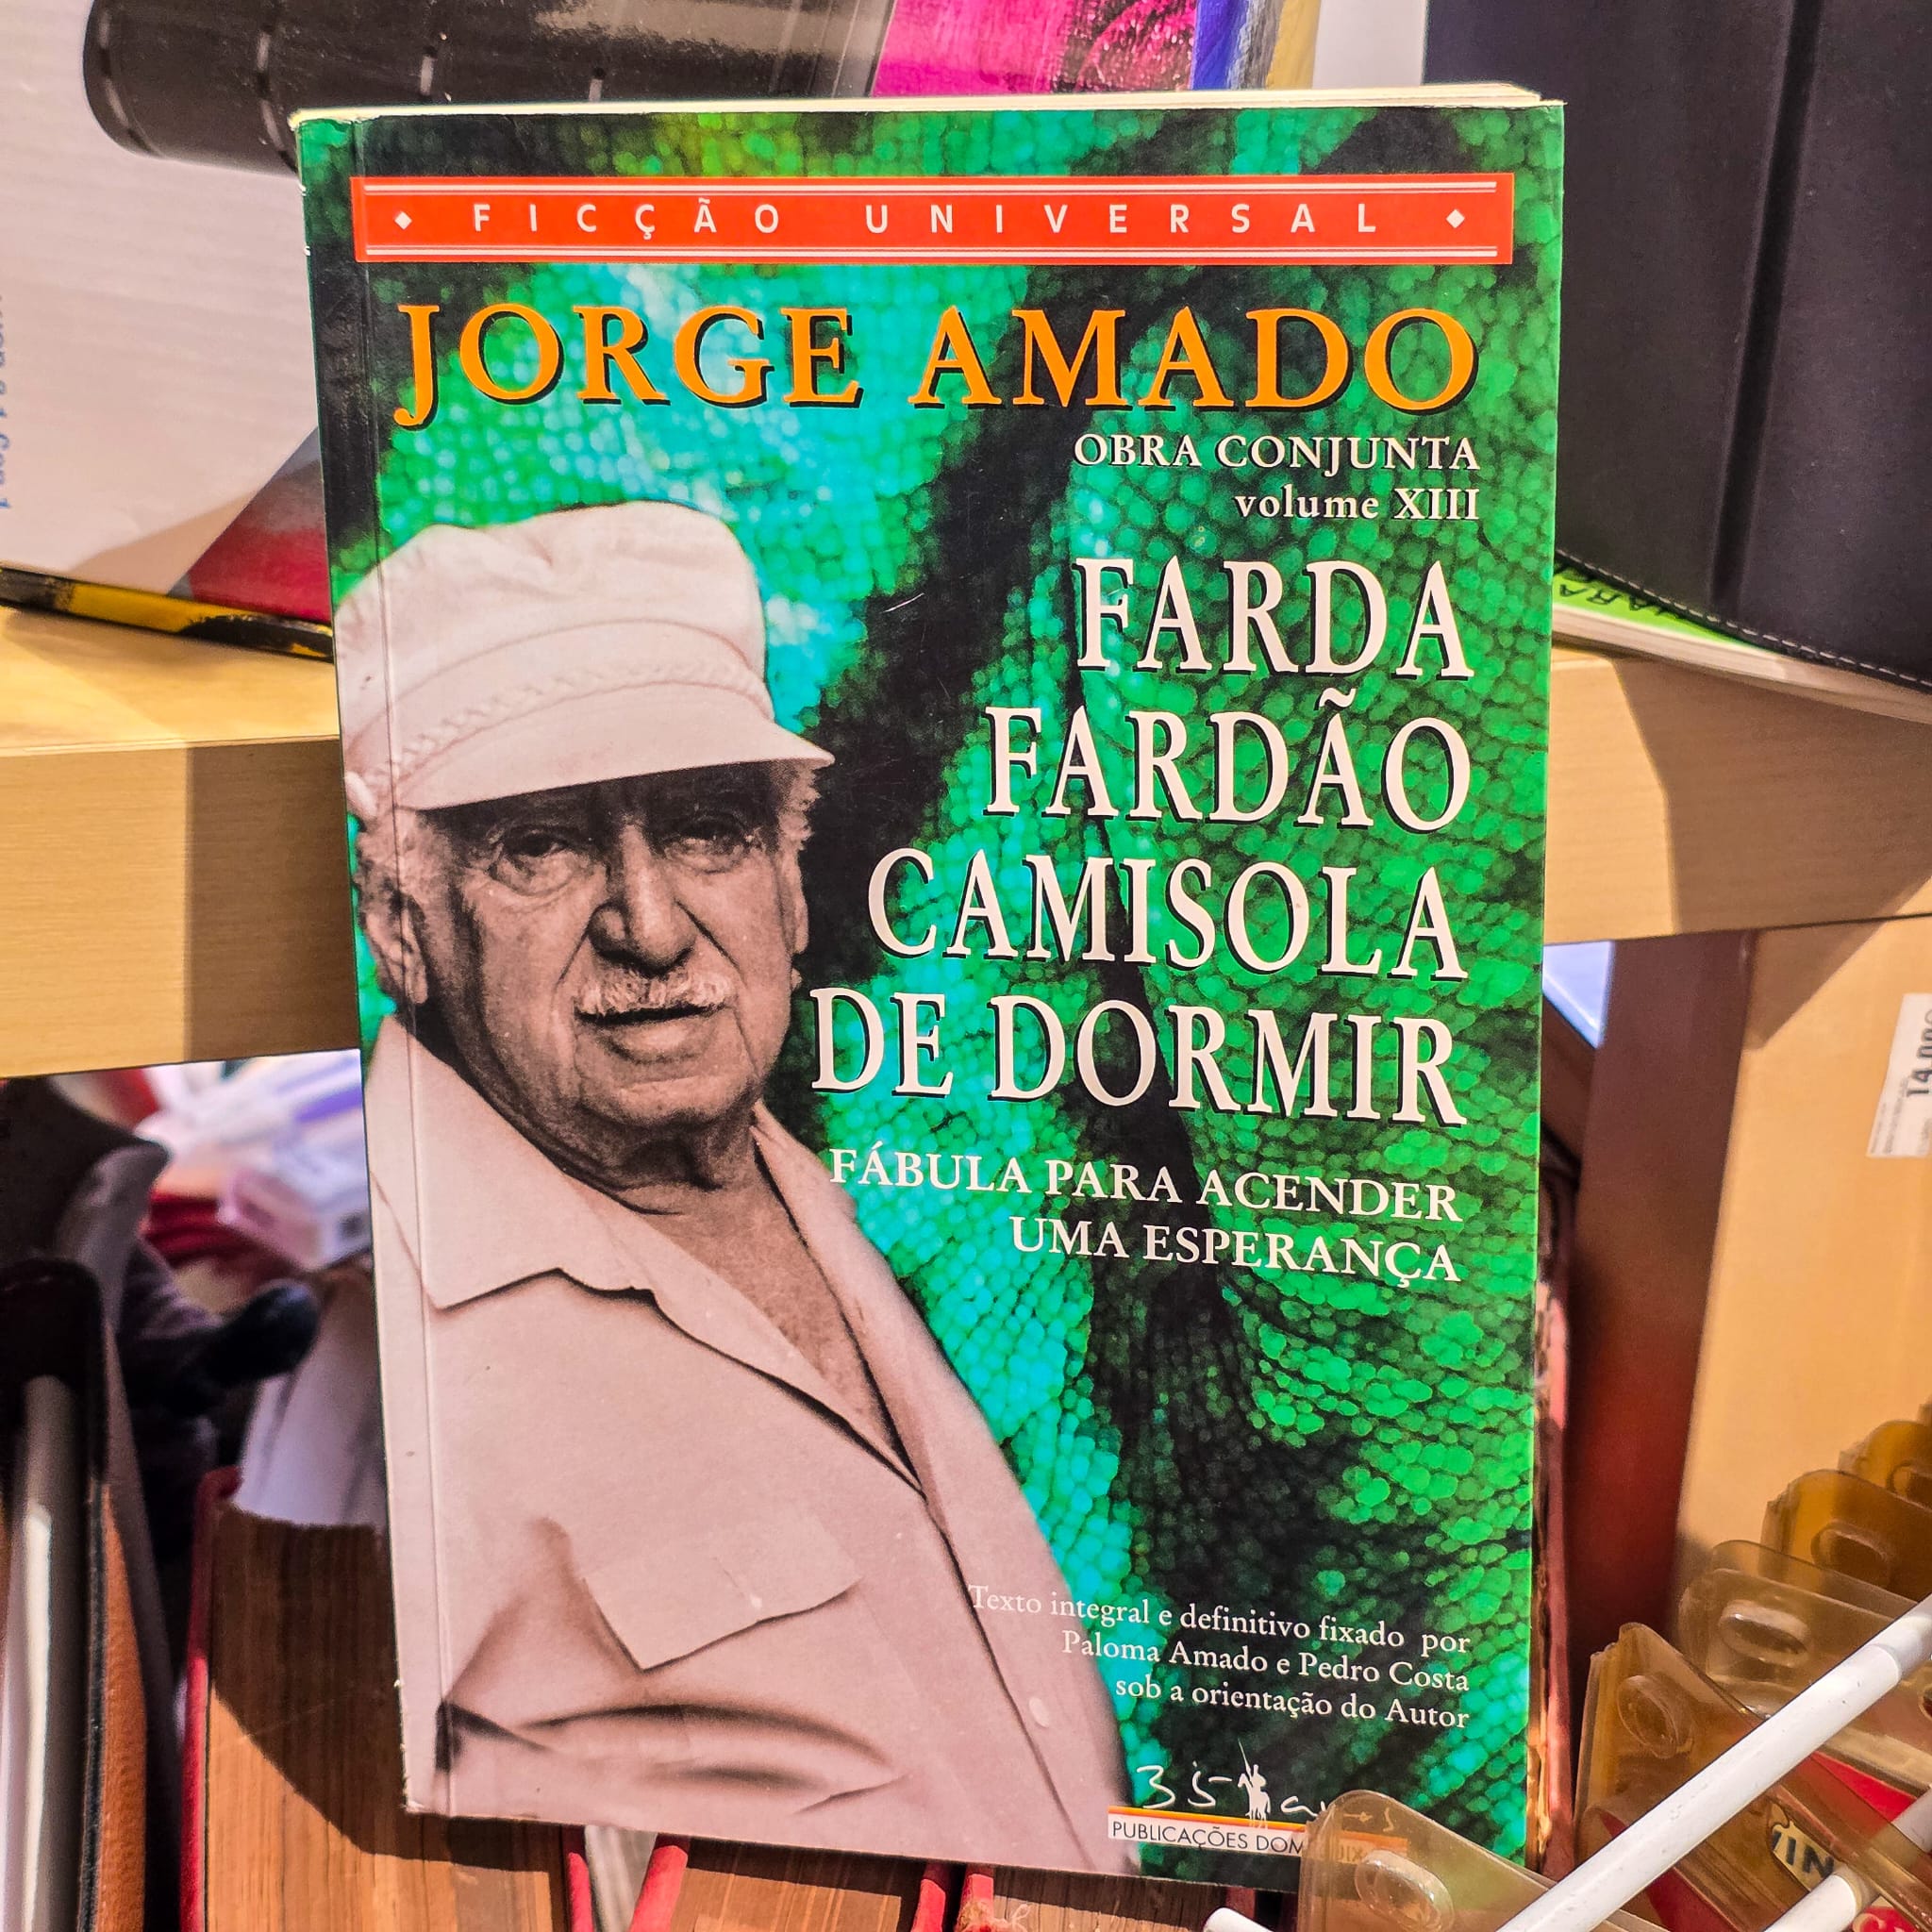 FICÇÃO UNIVERSAL
JORGE AMADO
OBRA CONJUNTA
volume XIII
FARDA
FARDÃO
CAMISOLA
DE DORMIR
FÁBULA PARA ACENDER
UMA ESPERANÇA
Texto integral e definitivo fixado por
Paloma Amado e Pedro Costa
sob a orientação do Autor
35
PUBLICAÇÕES DOM